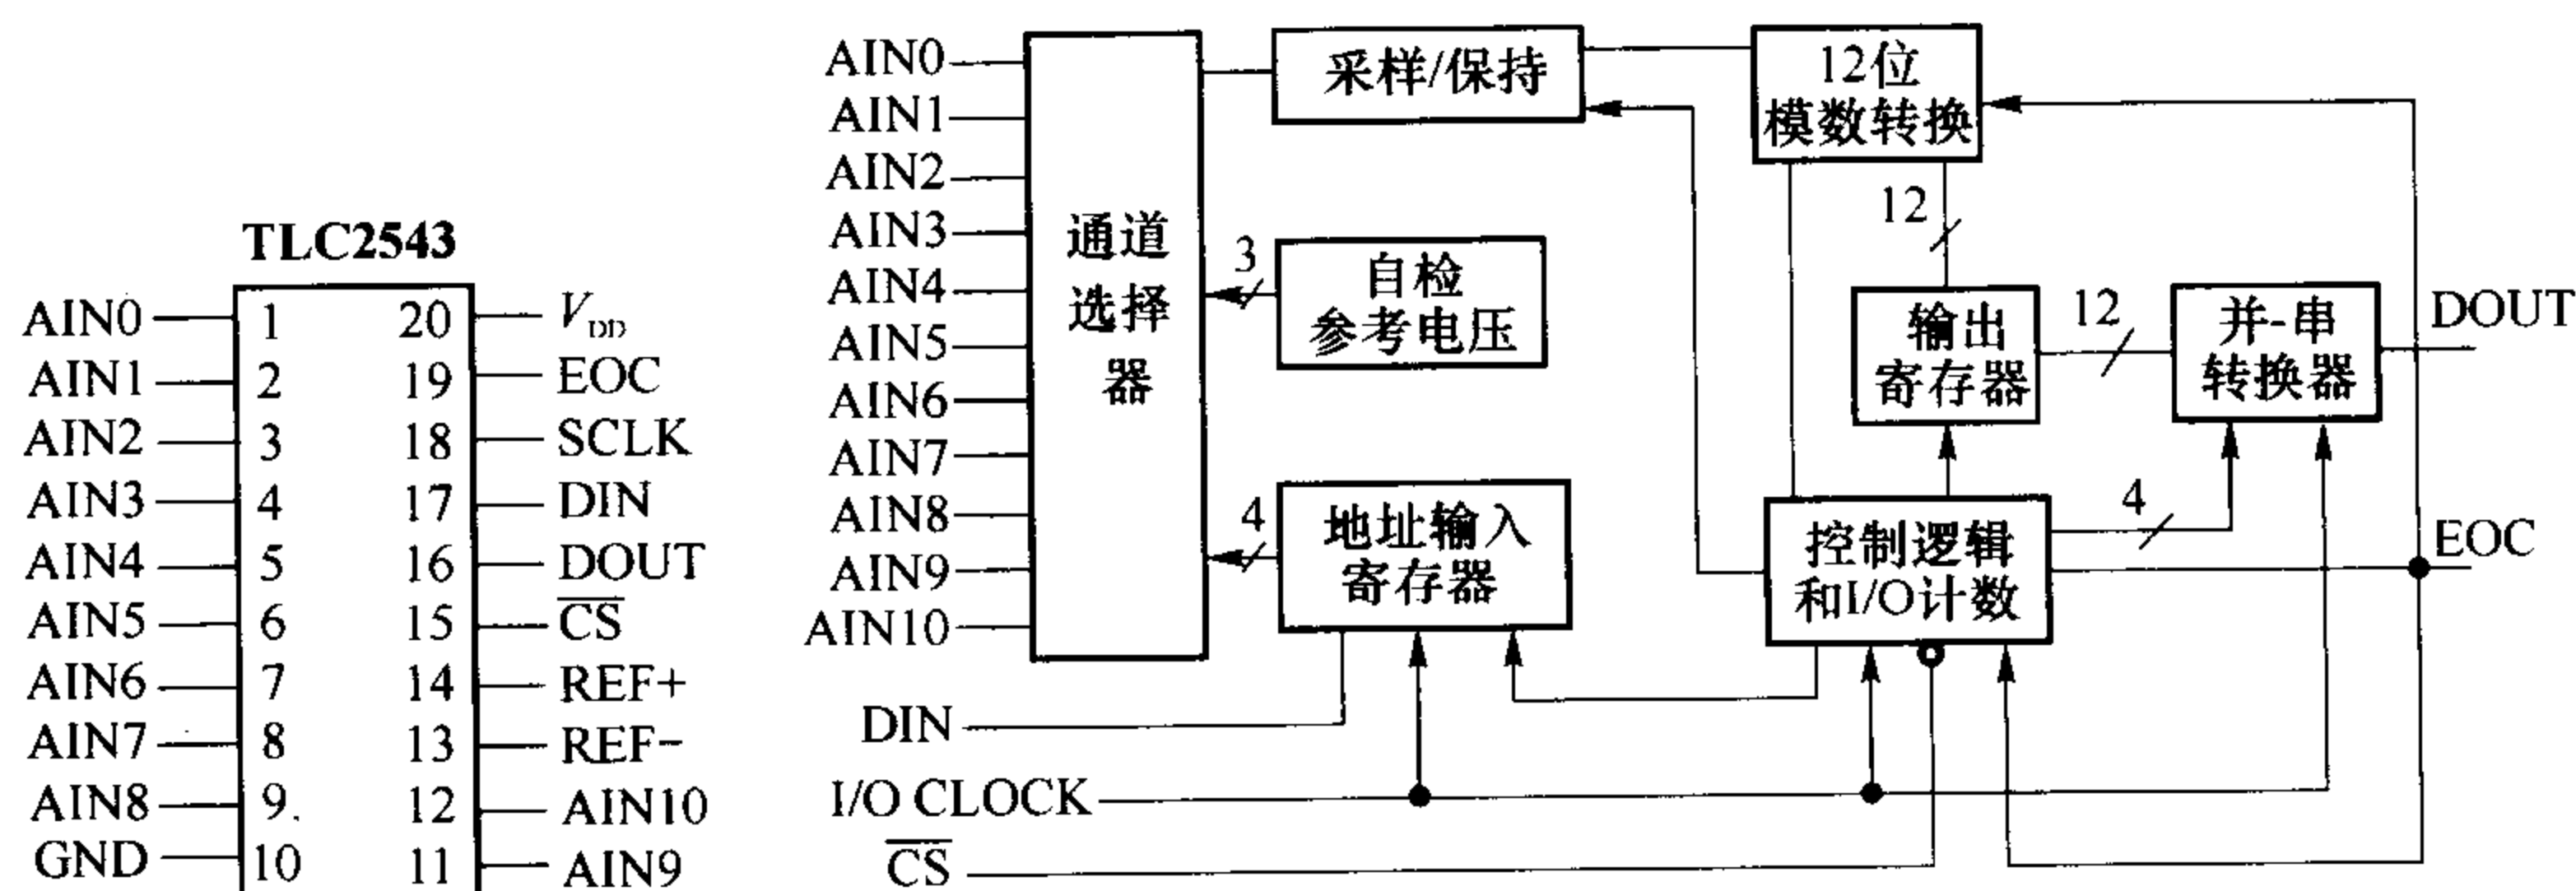 TLC2543
AIN0 1 20 VDD
AIN1 2 19 EOC
AIN2 3 18 SCLK
AIN3 4 17 DIN
AIN4 5 16 DOUT
AIN5 6 15 CS
AIN6 7 14 REF+
AIN7 8 13 REF-
AIN8 9. 12 AIN10
GND 10 11 AIN9
AIN0
AIN1
AIN2
AIN3
AIN4
AIN5
AIN6
AIN7
AIN8
AIN9
AIN10
通道
选择
器
采样/保持
12位
模数转换
3
自检
参考电压
12
输出
寄存器
12
并-串
转换器
DOUT
4
地址输入
寄存器
控制逻辑
和I/O计数
4
EOC
DIN
I/O CLOCK
CS